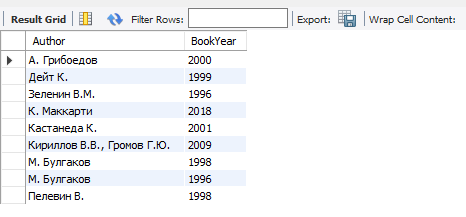 Result Grid Filter Rows: Export: Wrap Cell Content:
Author BookYear
А. Грибоедов 2000
Дейт К. 1999
Зеленин В.М. 1996
К. Маккарти 2018
Кастанеда К. 2001
Кириллов В.В., Громов Г.Ю. 2009
М. Булгаков 1998
М. Булгаков 1996
Пелевин В. 1998